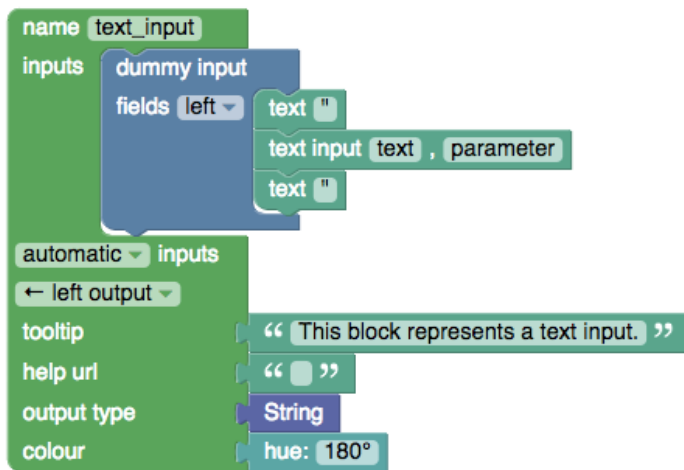 name text_input
inputs dummy input
fields left text "
text input text , parameter
text "
automatic inputs
← left output
tooltip “ This block represents a text input. ”
help url “ ”
output type String
colour hue: 180°